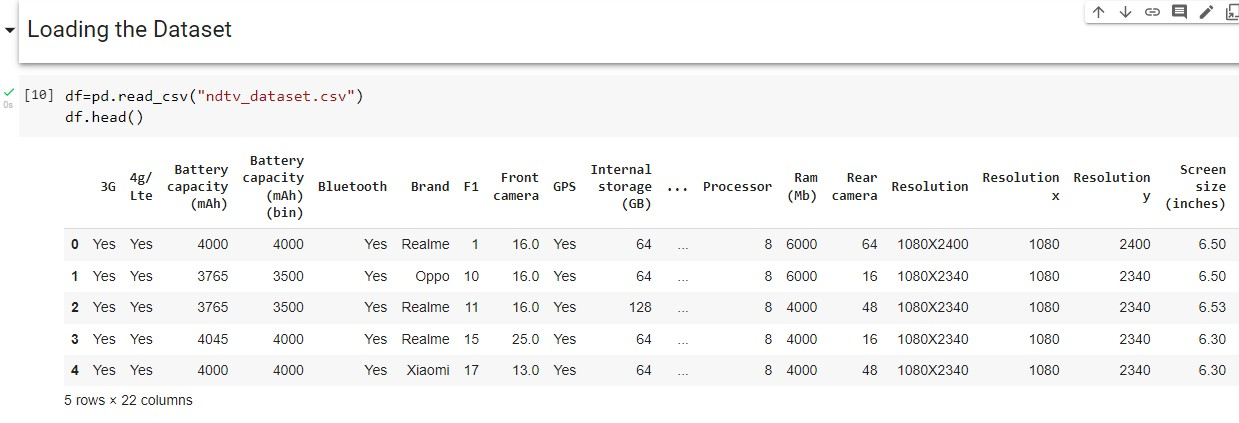 Loading the Dataset
[10] df=pd.read_csv("ndtv_dataset.csv")
0s
df.head()
3G 4g/Lte Battery capacity (mAh) Battery capacity (mAh) (bin) Bluetooth Brand F1 Front camera GPS Internal storage (GB) ... Processor Ram (Mb) Rear camera Resolution Resolution x Resolution y Screen size (inches)
0 Yes Yes 4000 4000 Yes Realme 1 16.0 Yes 64 ... 8 6000 64 1080X2400 1080 2400 6.50
1 Yes Yes 3765 3500 Yes Oppo 10 16.0 Yes 64 ... 8 6000 16 1080X2340 1080 2340 6.50
2 Yes Yes 3765 3500 Yes Realme 11 16.0 Yes 128 ... 8 4000 48 1080X2340 1080 2340 6.53
3 Yes Yes 4045 4000 Yes Realme 15 25.0 Yes 64 ... 8 4000 16 1080X2340 1080 2340 6.30
4 Yes Yes 4000 4000 Yes Xiaomi 17 13.0 Yes 64 ... 8 4000 48 1080X2340 1080 2340 6.30
5 rows × 22 columns